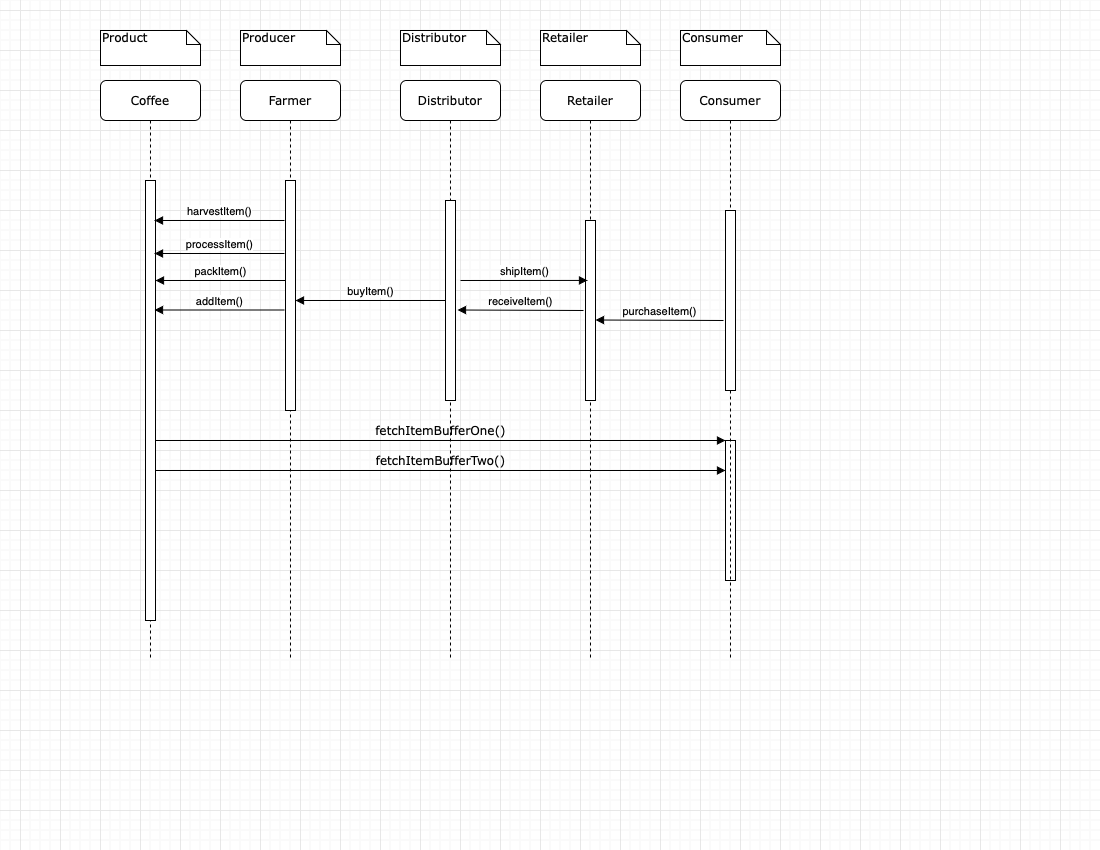 Product
Producer
Distributor
Retailer
Consumer
Coffee
Farmer
Distributor
Retailer
Consumer
harvestItem()
processItem()
packItem()
shipItem()
buyItem()
addItem()
receiveItem()
purchaseItem()
fetchItemBufferOne()
fetchItemBufferTwo()